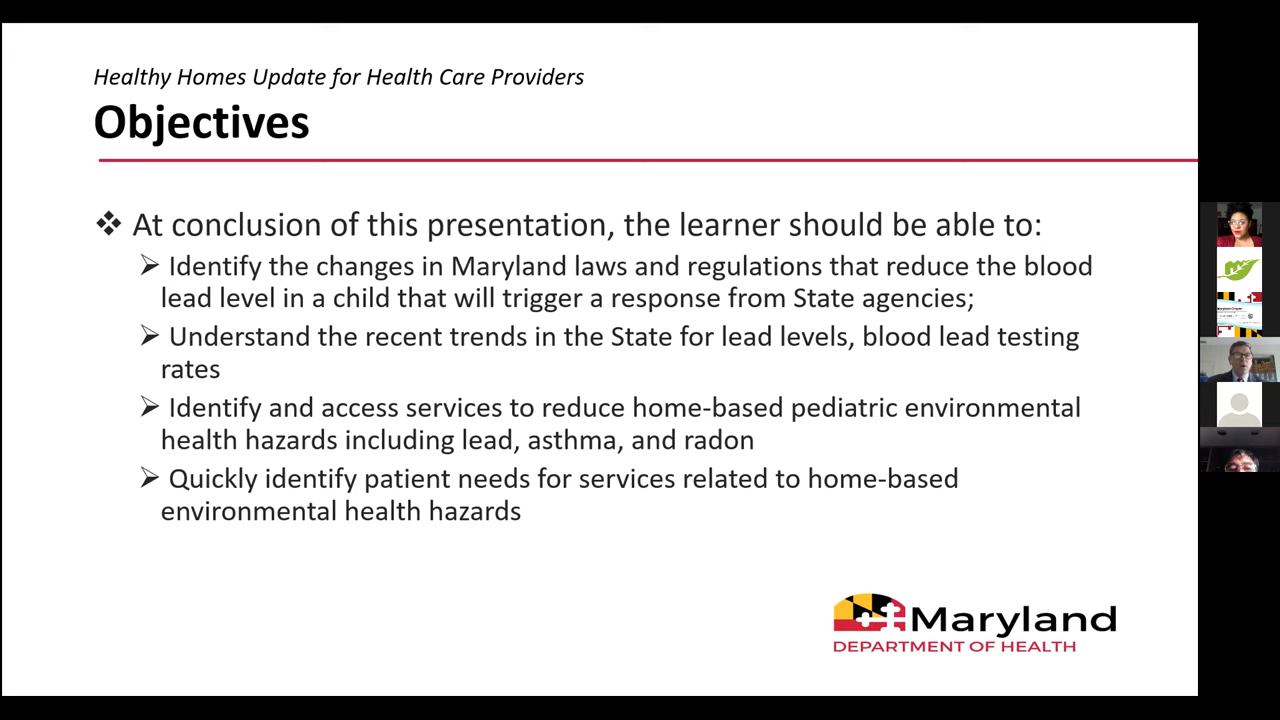 Healthy Homes Update for Health Care Providers
Objectives
❖ At conclusion of this presentation, the learner should be able to:
➢ Identify the changes in Maryland laws and regulations that reduce the blood
lead level in a child that will trigger a response from State agencies;
➢ Understand the recent trends in the State for lead levels, blood lead testing
rates
➢ Identify and access services to reduce home-based pediatric environmental
health hazards including lead, asthma, and radon
➢ Quickly identify patient needs for services related to home-based
environmental health hazards
Maryland
DEPARTMENT OF HEALTH